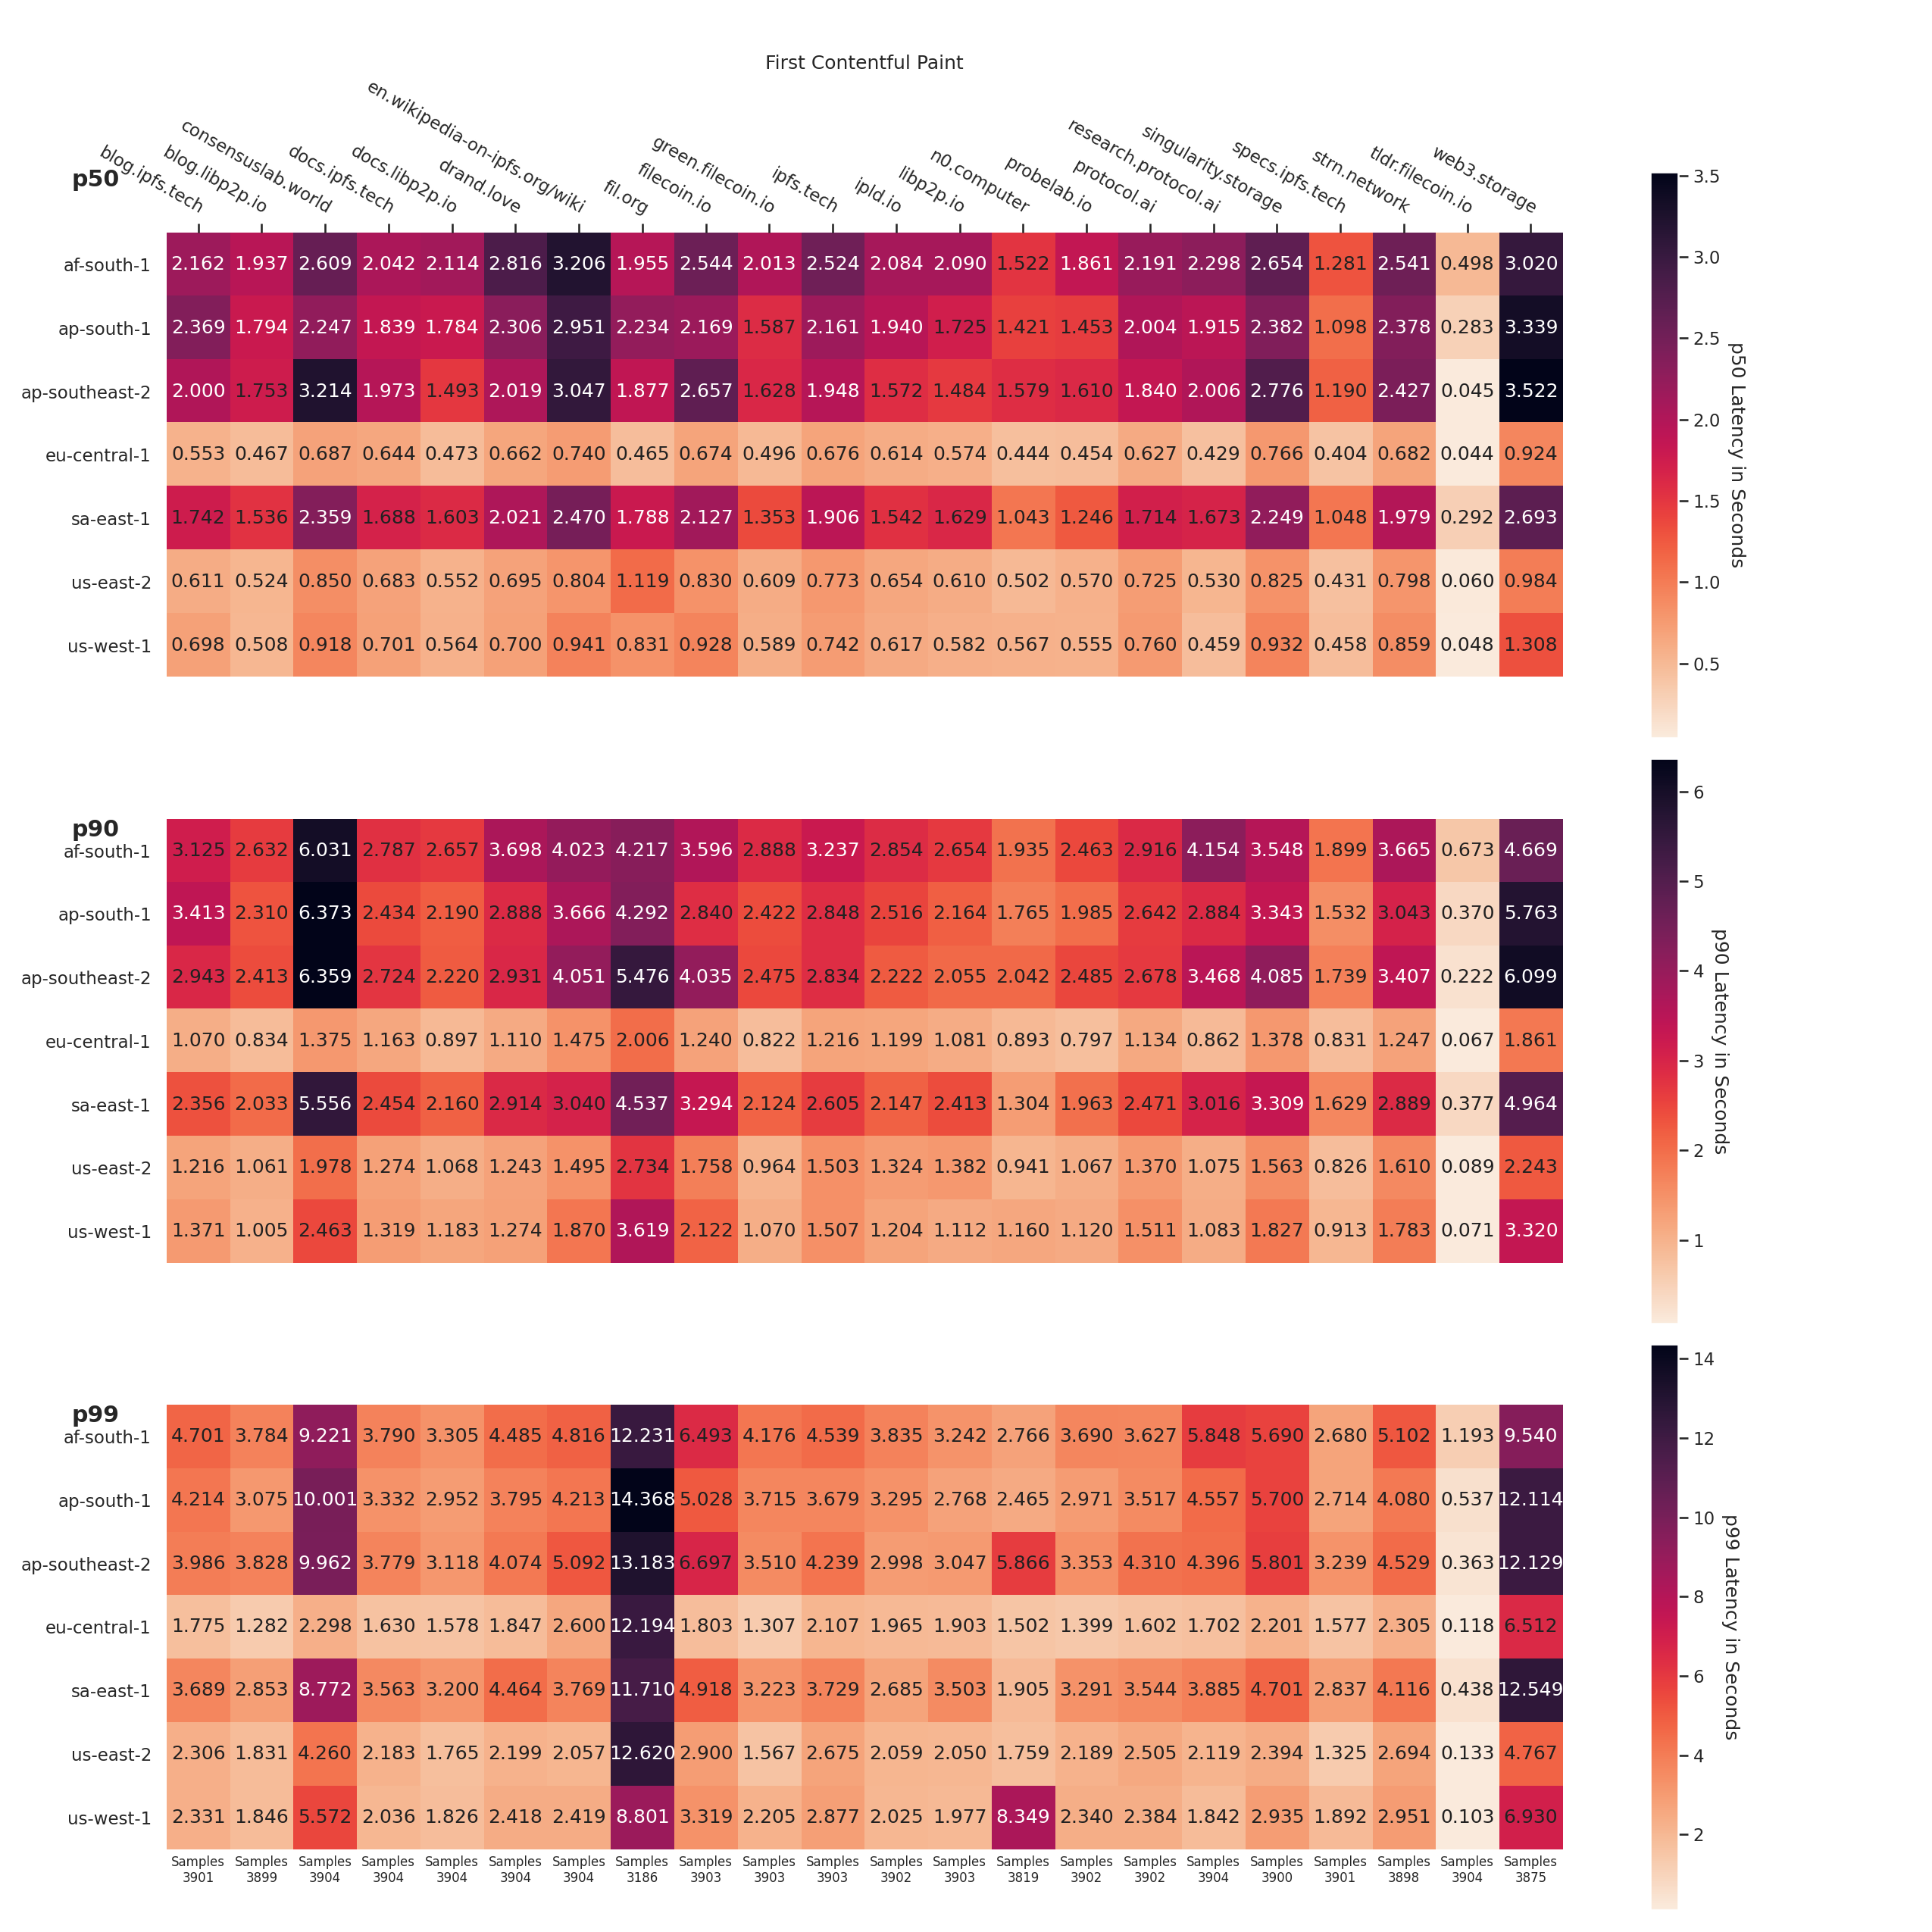 First Contentful Paint
p50
blog.ipfs.tech
blog.libp2p.io
consensuslab.world
docs.ipfs.tech
docs.libp2p.io
drand.love
en.wikipedia-on-ipfs.org/wiki
fil.org
filecoin.io
green.filecoin.io
ipfs.tech
ipld.io
libp2p.io
n0.computer
probelab.io
protocol.ai
research.protocol.ai
singularity.storage
specs.ipfs.tech
strn.network
tldr.filecoin.io
web3.storage
af-south-1 2.162 1.937 2.609 2.042 2.114 2.816 3.206 1.955 2.544 2.013 2.524 2.084 2.090 1.522 1.861 2.191 2.298 2.654 1.281 2.541 0.498 3.020
ap-south-1 2.369 1.794 2.247 1.839 1.784 2.306 2.951 2.234 2.169 1.587 2.161 1.940 1.725 1.421 1.453 2.004 1.915 2.382 1.098 2.378 0.283 3.339
ap-southeast-2 2.000 1.753 3.214 1.973 1.493 2.019 3.047 1.877 2.657 1.628 1.948 1.572 1.484 1.579 1.610 1.840 2.006 2.776 1.190 2.427 0.045 3.522
eu-central-1 0.553 0.467 0.687 0.644 0.473 0.662 0.740 0.465 0.674 0.496 0.676 0.614 0.574 0.444 0.454 0.627 0.429 0.766 0.404 0.682 0.044 0.924
sa-east-1 1.742 1.536 2.359 1.688 1.603 2.021 2.470 1.788 2.127 1.353 1.906 1.542 1.629 1.043 1.246 1.714 1.673 2.249 1.048 1.979 0.292 2.693
us-east-2 0.611 0.524 0.850 0.683 0.552 0.695 0.804 1.119 0.830 0.609 0.773 0.654 0.610 0.502 0.570 0.725 0.530 0.825 0.431 0.798 0.060 0.984
us-west-1 0.698 0.508 0.918 0.701 0.564 0.700 0.941 0.831 0.928 0.589 0.742 0.617 0.582 0.567 0.555 0.760 0.459 0.932 0.458 0.859 0.048 1.308
3.5
3.0
2.5
2.0
1.5
1.0
0.5
p50 Latency in Seconds
p90
af-south-1 3.125 2.632 6.031 2.787 2.657 3.698 4.023 4.217 3.596 2.888 3.237 2.854 2.654 1.935 2.463 2.916 4.154 3.548 1.899 3.665 0.673 4.669
ap-south-1 3.413 2.310 6.373 2.434 2.190 2.888 3.666 4.292 2.840 2.422 2.848 2.516 2.164 1.765 1.985 2.642 2.884 3.343 1.532 3.043 0.370 5.763
ap-southeast-2 2.943 2.413 6.359 2.724 2.220 2.931 4.051 5.476 4.035 2.475 2.834 2.222 2.055 2.042 2.485 2.678 3.468 4.085 1.739 3.407 0.222 6.099
eu-central-1 1.070 0.834 1.375 1.163 0.897 1.110 1.475 2.006 1.240 0.822 1.216 1.199 1.081 0.893 0.797 1.134 0.862 1.378 0.831 1.247 0.067 1.861
sa-east-1 2.356 2.033 5.556 2.454 2.160 2.914 3.040 4.537 3.294 2.124 2.605 2.147 2.413 1.304 1.963 2.471 3.016 3.309 1.629 2.889 0.377 4.964
us-east-2 1.216 1.061 1.978 1.274 1.068 1.243 1.495 2.734 1.758 0.964 1.503 1.324 1.382 0.941 1.067 1.370 1.075 1.563 0.826 1.610 0.089 2.243
us-west-1 1.371 1.005 2.463 1.319 1.183 1.274 1.870 3.619 2.122 1.070 1.507 1.204 1.112 1.160 1.120 1.511 1.083 1.827 0.913 1.783 0.071 3.320
6
5
4
3
2
1
p90 Latency in Seconds
p99
af-south-1 4.701 3.784 9.221 3.790 3.305 4.485 4.816 12.231 6.493 4.176 4.539 3.835 3.242 2.766 3.690 3.627 5.848 5.690 2.680 5.102 1.193 9.540
ap-south-1 4.214 3.075 10.001 3.332 2.952 3.795 4.213 14.368 5.028 3.715 3.679 3.295 2.768 2.465 2.971 3.517 4.557 5.700 2.714 4.080 0.537 12.114
ap-southeast-2 3.986 3.828 9.962 3.779 3.118 4.074 5.092 13.183 6.697 3.510 4.239 2.998 3.047 5.866 3.353 4.310 4.396 5.801 3.239 4.529 0.363 12.129
eu-central-1 1.775 1.282 2.298 1.630 1.578 1.847 2.600 12.194 1.803 1.307 2.107 1.965 1.903 1.502 1.399 1.602 1.702 2.201 1.577 2.305 0.118 6.512
sa-east-1 3.689 2.853 8.772 3.563 3.200 4.464 3.769 11.710 4.918 3.223 3.729 2.685 3.503 1.905 3.291 3.544 3.885 4.701 2.837 4.116 0.438 12.549
us-east-2 2.306 1.831 4.260 2.183 1.765 2.199 2.057 12.620 2.900 1.567 2.675 2.059 2.050 1.759 2.189 2.505 2.119 2.394 1.325 2.694 0.133 4.767
us-west-1 2.331 1.846 5.572 2.036 1.826 2.418 2.419 8.801 3.319 2.205 2.877 2.025 1.977 8.349 2.340 2.384 1.842 2.935 1.892 2.951 0.103 6.930
Samples Samples Samples Samples Samples Samples Samples Samples Samples Samples Samples Samples Samples Samples Samples Samples Samples Samples Samples Samples Samples Samples
3901 3899 3904 3904 3904 3904 3904 3186 3903 3903 3903 3902 3903 3819 3902 3902 3904 3900 3901 3898 3904 3875
14
12
10
8
6
4
2
p99 Latency in Seconds